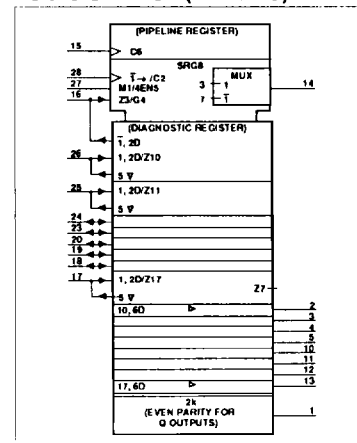 (PIPELINE REGISTER)
15 C6
SRG8
28 1→/C2
27 M1/4EN5
16 Z3/G4
MUX
3 1
7 1
14
(DIAGNOSTIC REGISTER)
1, 2D
26 1, 2D/Z10
5 ▽
25 1, 2D/Z11
5 ▽
24
23
20
19
18
17 1, 2D/Z17
5 ▽
Z7
10, 6D ▷ 2
3
4
5
10
11
12
17, 6D ▷ 13
2k
(EVEN PARITY FOR
Q OUTPUTS)
1